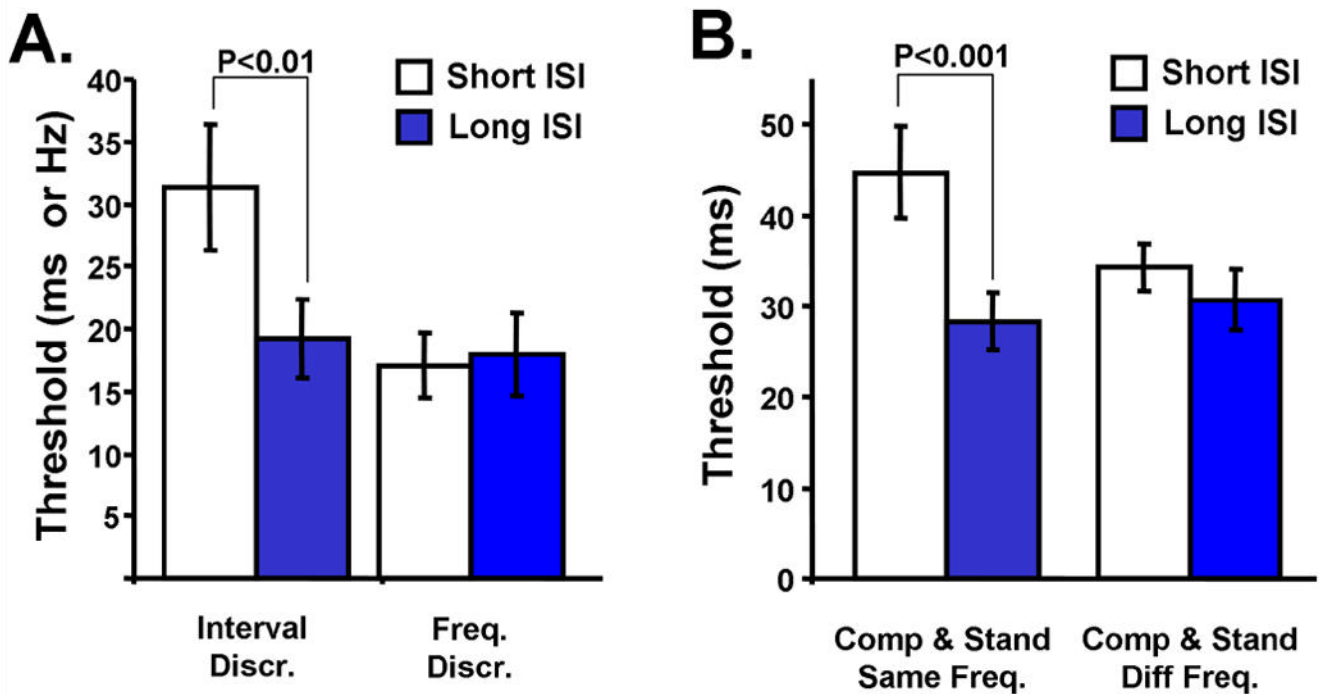 A.
P<0.01
Short ISI
Long ISI
Threshold (ms or Hz)
40
35
30
25
20
15
10
5
Interval
Discr.
Freq.
Discr.
B.
P<0.001
Short ISI
Long ISI
Threshold (ms)
50
40
30
20
10
0
Comp & Stand
Same Freq.
Comp & Stand
Diff Freq.